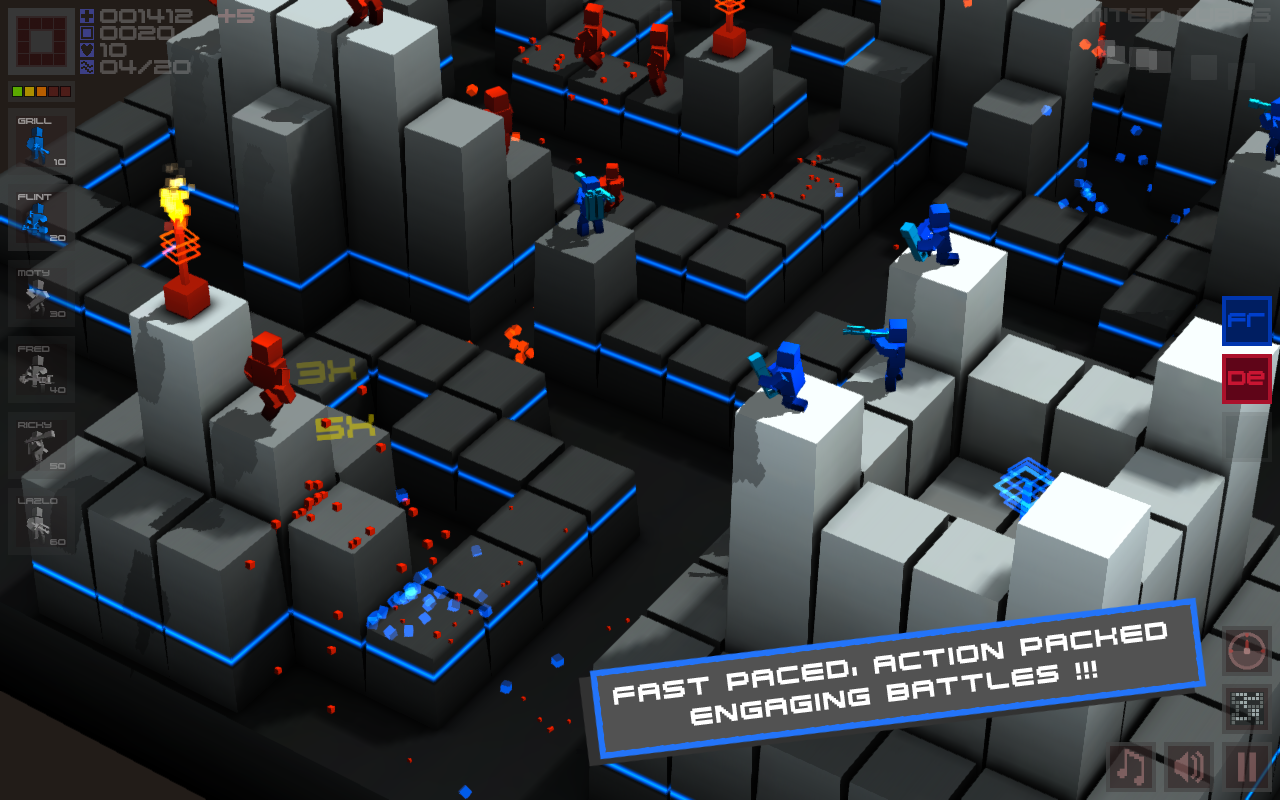 001412 +5
0020
10
04/20
GRILL
10
FLINT
20
MOTY
30
FRED
40
RICKY
50
LAZLO
60
3X
5X
FR
DE
FAST PACED, ACTION PACKED
ENGAGING BATTLES !!!